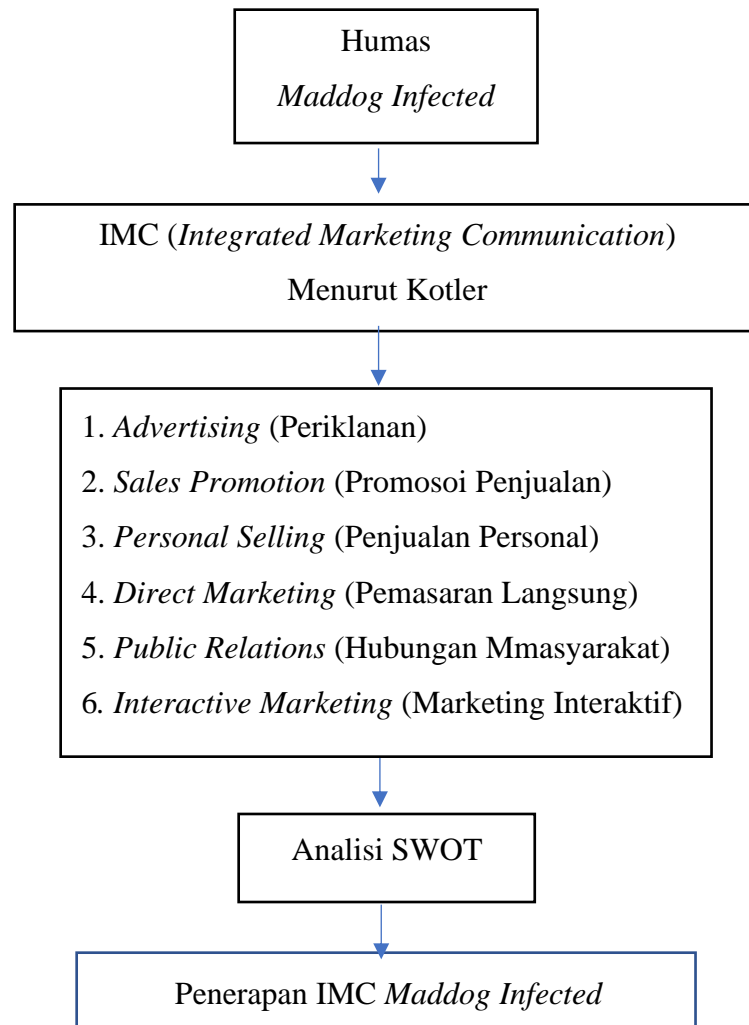 Humas
Maddog Infected
IMC (Integrated Marketing Communication)
Menurut Kotler
1. Advertising (Periklanan)
2. Sales Promotion (Promosoi Penjualan)
3. Personal Selling (Penjualan Personal)
4. Direct Marketing (Pemasaran Langsung)
5. Public Relations (Hubungan Mmasyarakat)
6. Interactive Marketing (Marketing Interaktif)
Analisi SWOT
Penerapan IMC Maddog Infected